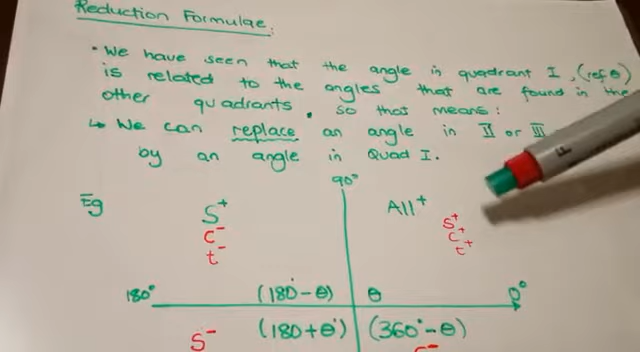 Reduction Formulae:
• We have seen that the angle in quadrant I, (ref θ)
is related to the angles that are found in the
other quadrants. so that means:
↳ We can replace an angle in II or III
by an angle in Quad I.
90°
Eg S⁺ All⁺
C⁻ S⁺
t⁻ C⁺
t⁺
180° (180° − θ) θ 0°
S⁻ (180 + θ) (360° − θ)